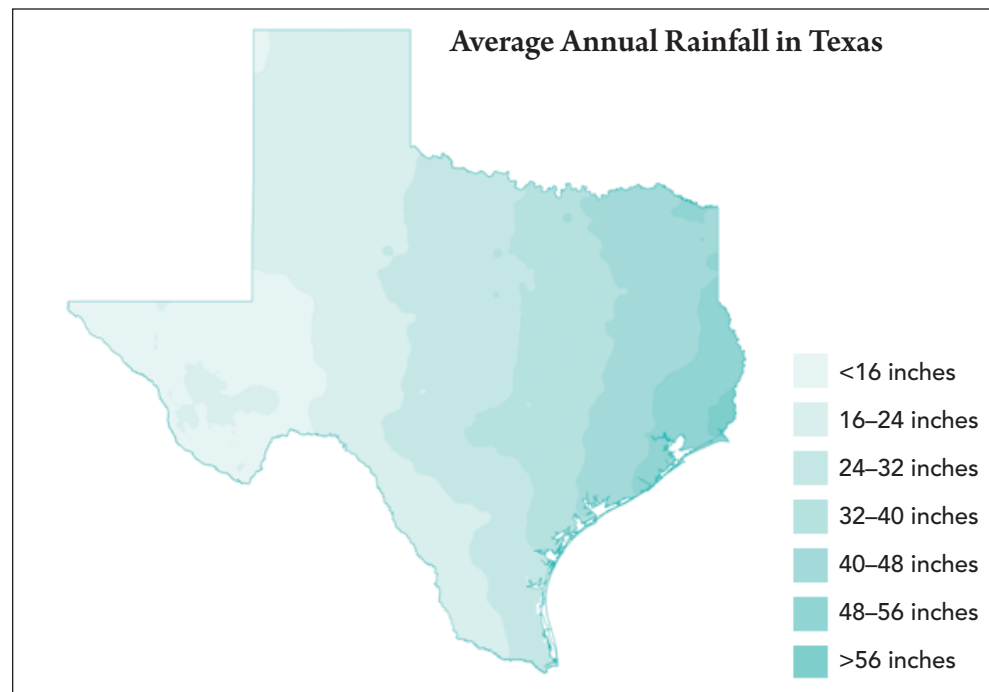 Average Annual Rainfall in Texas
<16 inches
16–24 inches
24–32 inches
32–40 inches
40–48 inches
48–56 inches
>56 inches